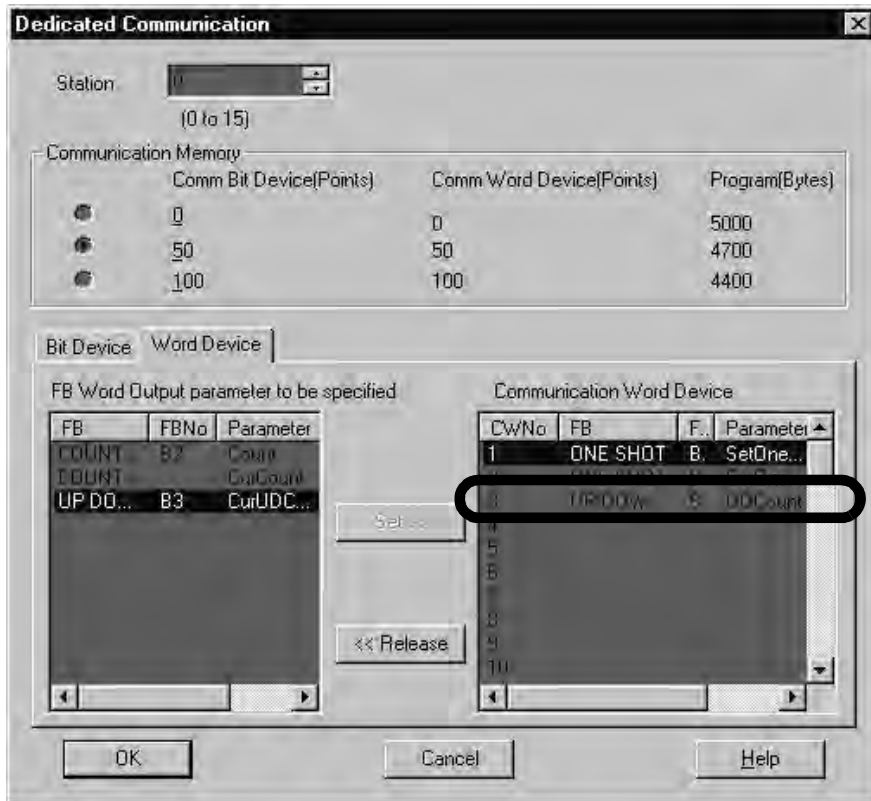 Dedicated Communication
Station 0
(0 to 15)
Communication Memory
Comm Bit Device(Points) Comm Word Device(Points) Program(Bytes)
0 0 5000
50 50 4700
100 100 4400
Bit Device Word Device
FB Word Output parameter to be specified Communication Word Device
FB FBNo Parameter CWNo FB F.. Parameter
COUNT... B2 Count 1 ONE SHOT B. SetOne...
COUNT... CurCount
UP DO... B3 CurUDC... 3 UP/DOW. B. UDCount
Set >> 4
5
6
8
<< Release 9
10
OK Cancel Help